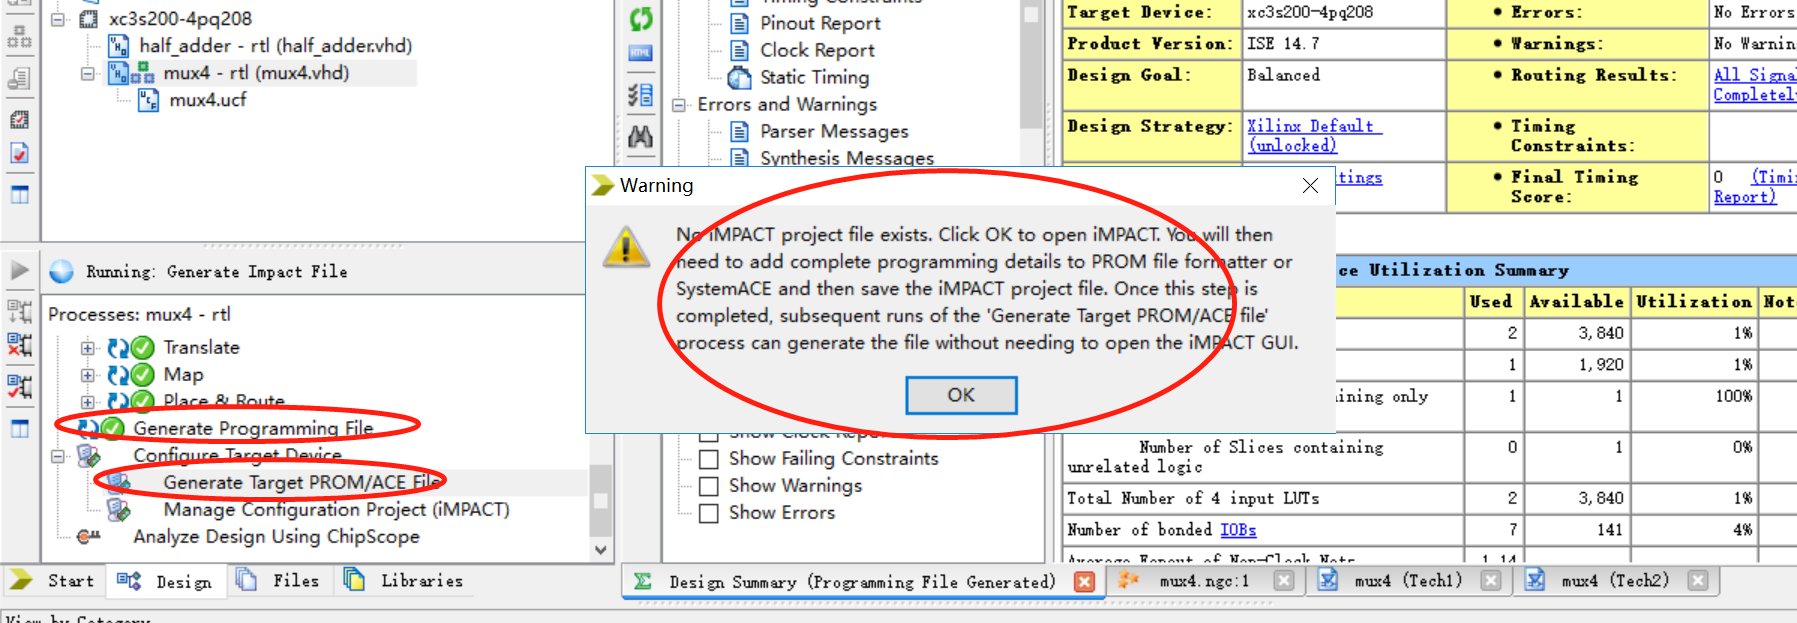 xc3s200-4pq208
half_adder - rtl (half_adder.vhd)
mux4 - rtl (mux4.vhd)
mux4.ucf
Running: Generate Impact File
Processes: mux4 - rtl
Translate
Map
Place & Route
Generate Programming File
Configure Target Device
Generate Target PROM/ACE File
Manage Configuration Project (iMPACT)
Analyze Design Using ChipScope
Start
Design
Files
Libraries
View by Category
Timing Constraints
Pinout Report
Clock Report
Static Timing
Errors and Warnings
Parser Messages
Synthesis Messages
Warning
No iMPACT project file exists. Click OK to open iMPACT. You will then
need to add complete programming details to PROM file formatter or
SystemACE and then save the iMPACT project file. Once this step is
completed, subsequent runs of the 'Generate Target PROM/ACE file'
process can generate the file without needing to open the iMPACT GUI.
OK
Show Clock Report
Show Failing Constraints
Show Warnings
Show Errors
Target Device: xc3s200-4pq208 • Errors: No Errors
Product Version: ISE 14.7 • Warnings: No Warnin
Design Goal: Balanced • Routing Results: All Signal
Completely
Design Strategy: Xilinx Default • Timing
(unlocked) Constraints:
ttings • Final Timing 0 (Timi
Score: Report)
ce Utilization Summary
Used Available Utilization Not
2 3,840 1%
1 1,920 1%
ining only 1 1 100%
Number of Slices containing 0 1 0%
unrelated logic
Total Number of 4 input LUTs 2 3,840 1%
Number of bonded IOBs 7 141 4%
Average Fanout of Non-Clock Nets 1.14
Design Summary (Programming File Generated)
mux4.ngc:1
mux4 (Tech1)
mux4 (Tech2)